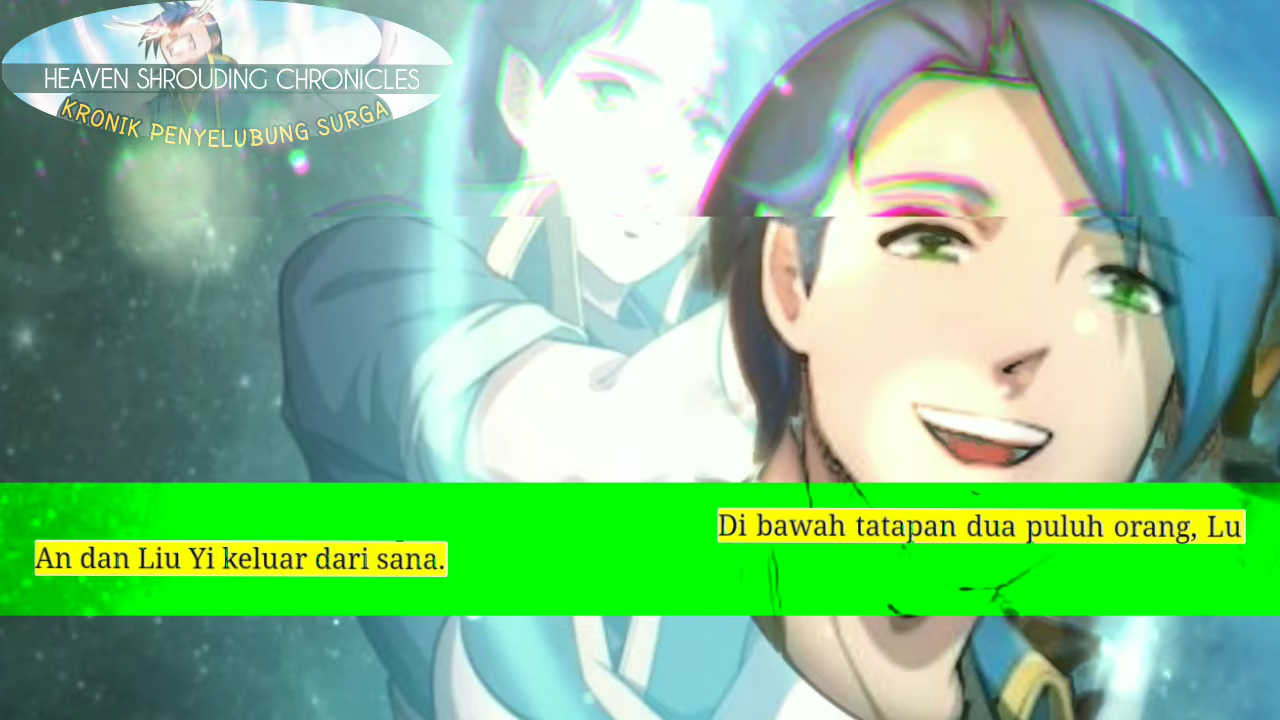 HEAVEN SHROUDING CHRONICLES
KRONIK PENYELUBUNG SURGA
Di bawah tatapan dua puluh orang, Lu
An dan Liu Yi keluar dari sana.